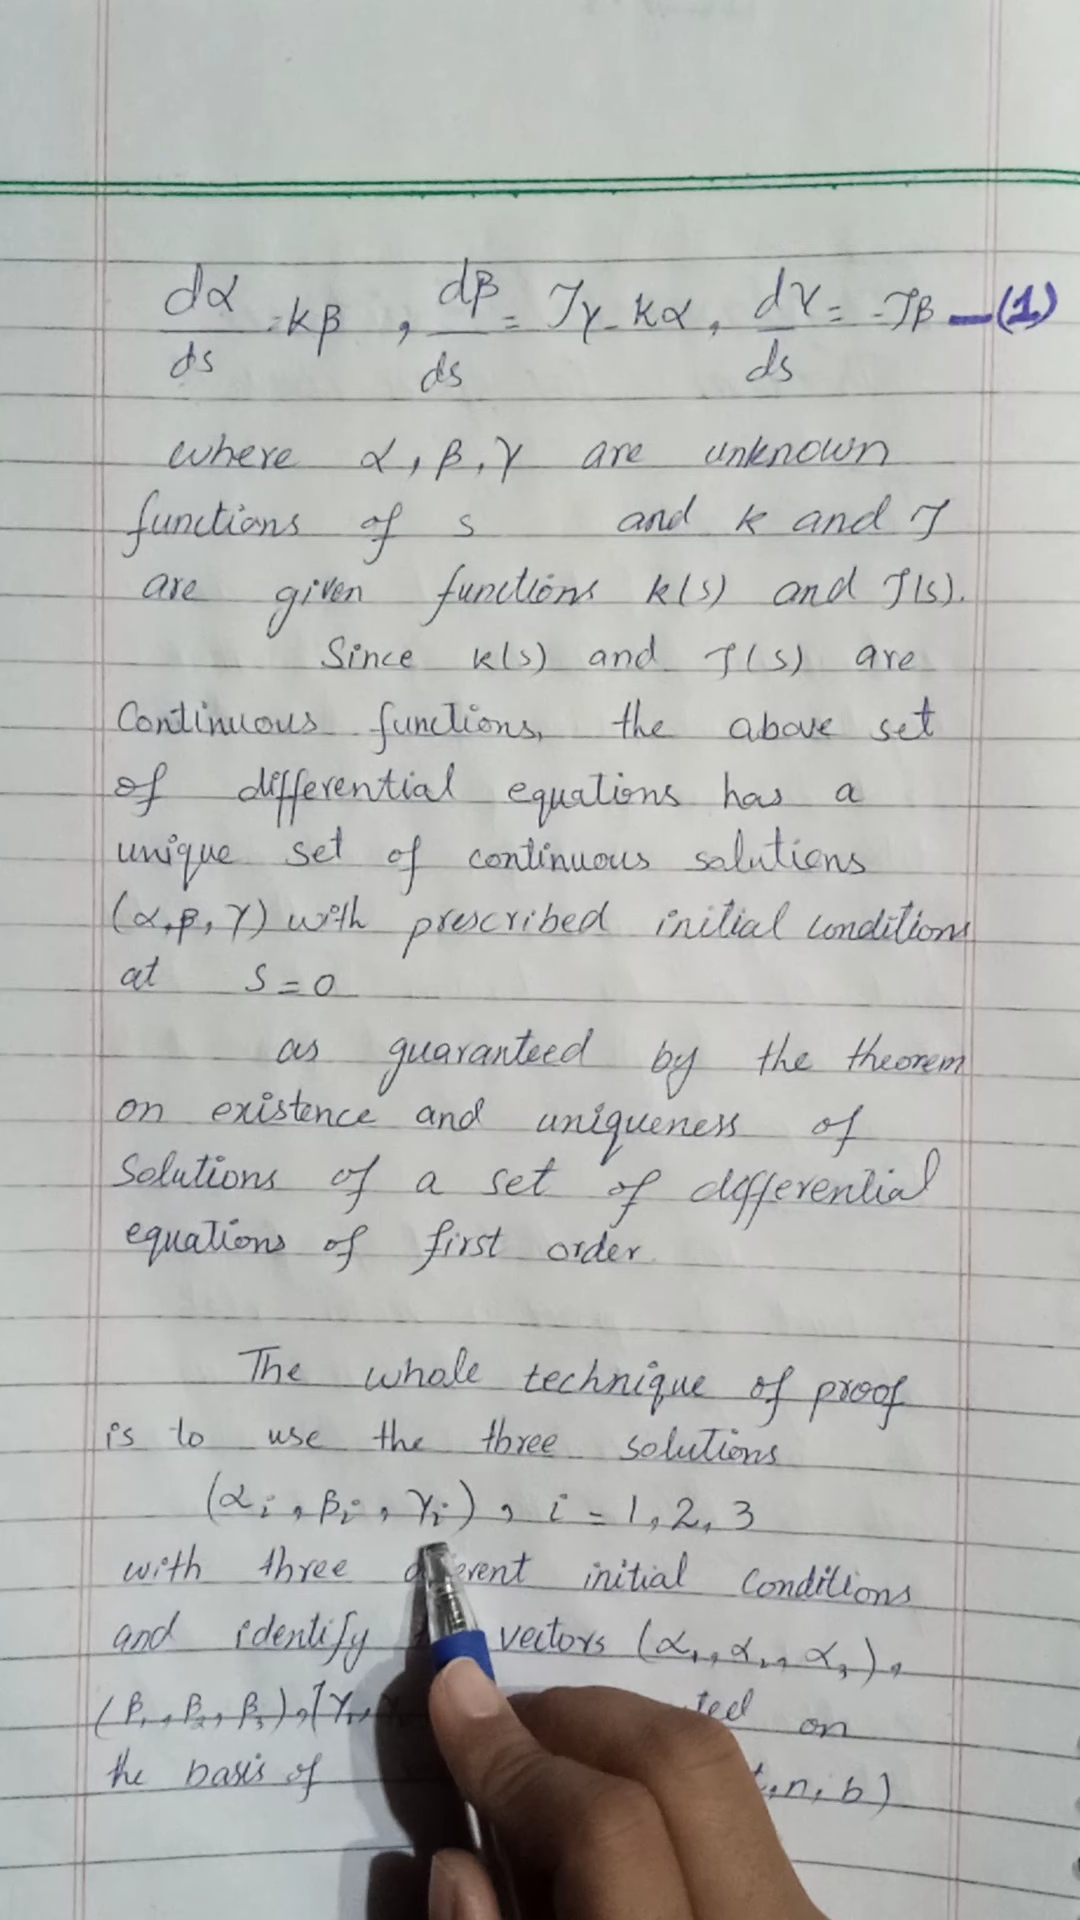 dα/ds = kβ , dβ/ds = Tγ - kα , dγ/ds = -Tβ —(1)
where α, β, γ are unknown
functions of s and k and T
are given functions k(s) and T(s).
Since k(s) and T(s) are
Continuous functions, the above set
of differential equations has a
unique set of continuous solutions
(α, β, γ) with prescribed initial conditions
at S = 0
as guaranteed by the theorem
on existence and uniqueness of
Solutions of a set of differential
equations of first order.
The whole technique of proof
is to use the three solutions
(αi, βi, γi), i = 1, 2, 3
with three initial Conditions
and identify vectors (α1, α2, α3),
(β1, β2, β3), (γ1, on
the basis of t, n, b)